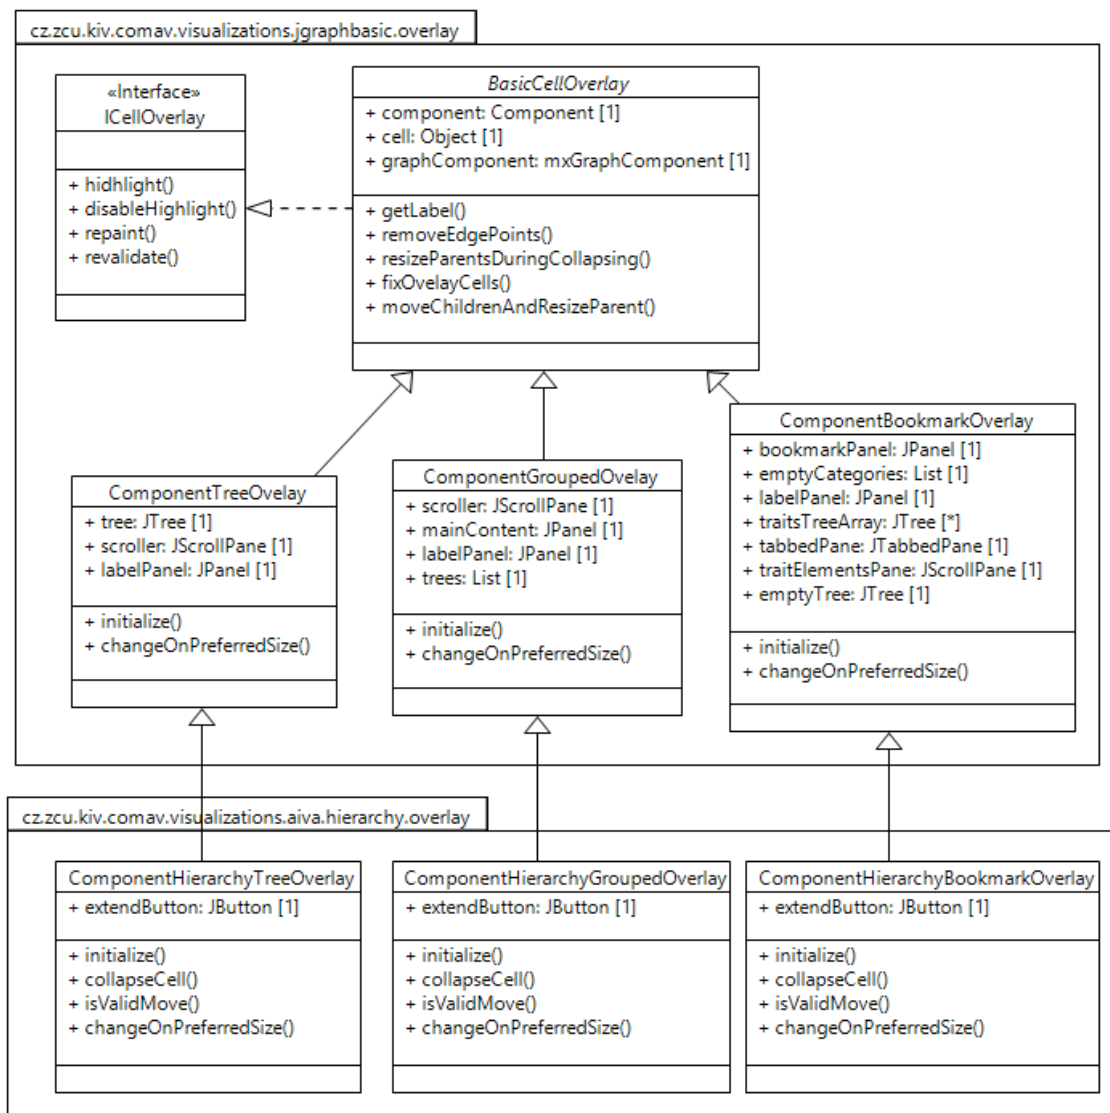 cz.zcu.kiv.comav.visualizations.jgraphbasic.overlay
«Interface»
ICellOverlay
+ hidhlight()
+ disableHighlight()
+ repaint()
+ revalidate()
BasicCellOverlay
+ component: Component [1]
+ cell: Object [1]
+ graphComponent: mxGraphComponent [1]
+ getLabel()
+ removeEdgePoints()
+ resizeParentsDuringCollapsing()
+ fixOvelayCells()
+ moveChildrenAndResizeParent()
ComponentTreeOvelay
+ tree: JTree [1]
+ scroller: JScrollPane [1]
+ labelPanel: JPanel [1]
+ initialize()
+ changeOnPreferredSize()
ComponentGroupedOvelay
+ scroller: JScrollPane [1]
+ mainContent: JPanel [1]
+ labelPanel: JPanel [1]
+ trees: List [1]
+ initialize()
+ changeOnPreferredSize()
ComponentBookmarkOverlay
+ bookmarkPanel: JPanel [1]
+ emptyCategories: List [1]
+ labelPanel: JPanel [1]
+ traitsTreeArray: JTree [*]
+ tabbedPane: JTabbedPane [1]
+ traitElementsPane: JScrollPane [1]
+ emptyTree: JTree [1]
+ initialize()
+ changeOnPreferredSize()
cz.zcu.kiv.comav.visualizations.aiva.hierarchy.overlay
ComponentHierarchyTreeOverlay
+ extendButton: JButton [1]
+ initialize()
+ collapseCell()
+ isValidMove()
+ changeOnPreferredSize()
ComponentHierarchyGroupedOverlay
+ extendButton: JButton [1]
+ initialize()
+ collapseCell()
+ isValidMove()
+ changeOnPreferredSize()
ComponentHierarchyBookmarkOverlay
+ extendButton: JButton [1]
+ initialize()
+ collapseCell()
+ isValidMove()
+ changeOnPreferredSize()